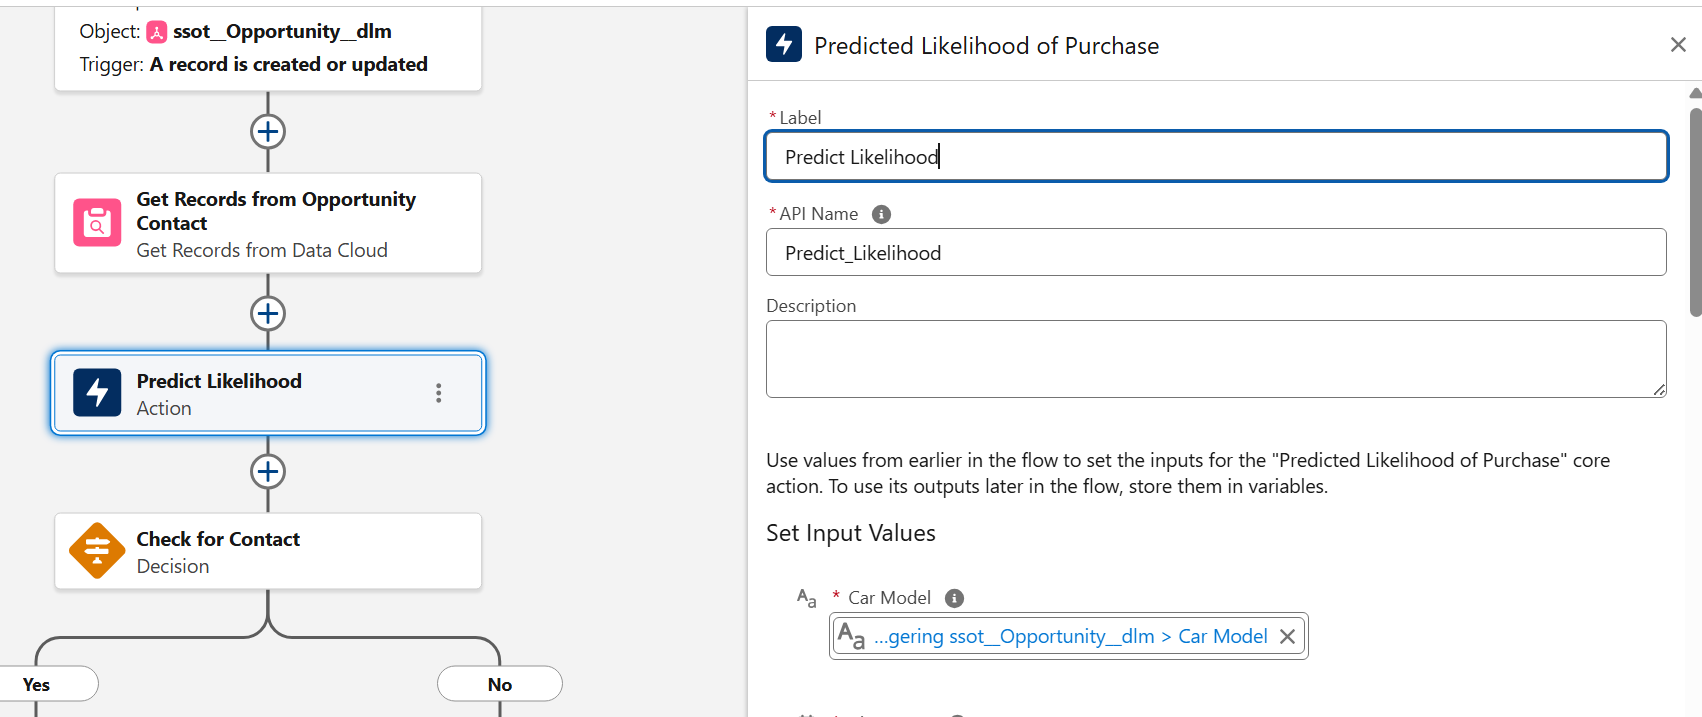 Object: ssot__Opportunity__dlm
Trigger: A record is created or updated
Get Records from Opportunity
Contact
Get Records from Data Cloud
Predict Likelihood
Action
Check for Contact
Decision
Yes
No
Predicted Likelihood of Purchase
*Label
Predict Likelihood
*API Name
Predict_Likelihood
Description
Use values from earlier in the flow to set the inputs for the "Predicted Likelihood of Purchase" core
action. To use its outputs later in the flow, store them in variables.
Set Input Values
Aa * Car Model
Aa ...gering ssot__Opportunity__dlm > Car Model